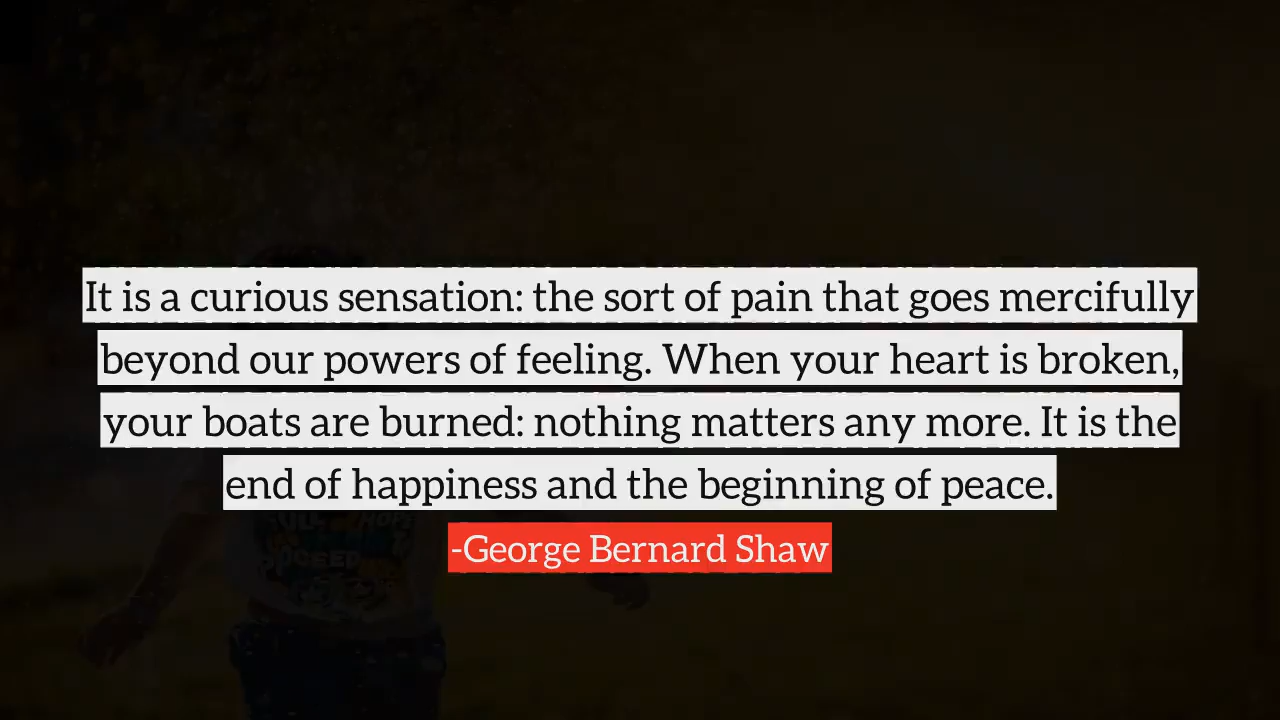 It is a curious sensation: the sort of pain that goes mercifully
beyond our powers of feeling. When your heart is broken,
your boats are burned: nothing matters any more. It is the
end of happiness and the beginning of peace.
-George Bernard Shaw